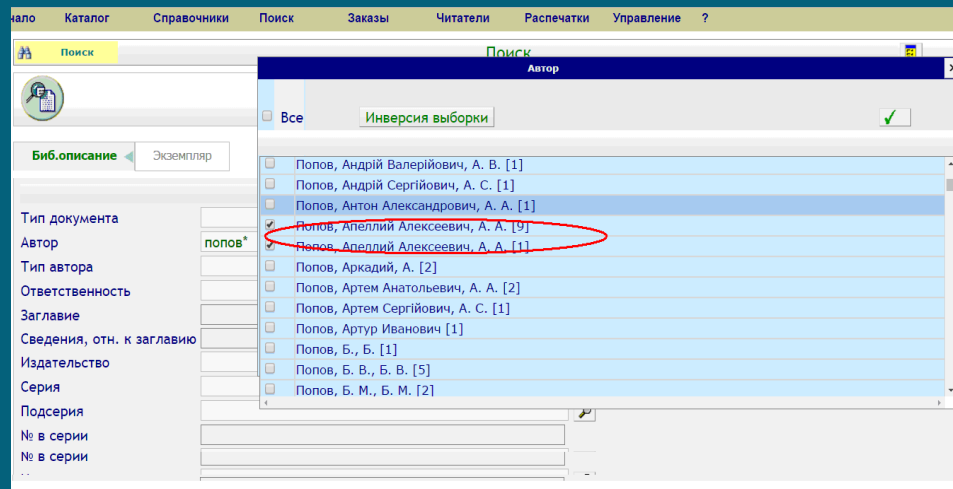 Каталог Справочники Поиск Заказы Читатели Распечатки Управление ?
Поиск
Поиск
Автор
Все Инверсия выборки
Биб.описание Экземпляр
Попов, Андрій Валерійович, А. В. [1]
Попов, Андрій Сергійович, А. С. [1]
Попов, Антон Александрович, А. А. [1]
Попов, Апеллий Алексеевич, А. А. [9]
Попов, Апеллий Алексеевич, А. А. [1]
Попов, Аркадий, А. [2]
Попов, Артем Анатольевич, А. А. [2]
Попов, Артем Сергійович, А. С. [1]
Попов, Артур Иванович [1]
Попов, Б., Б. [1]
Попов, Б. В., Б. В. [5]
Попов, Б. М., Б. М. [2]
Тип документа
Автор попов*
Тип автора
Ответственность
Заглавие
Сведения, отн. к заглавию
Издательство
Серия
Подсерия
№ в серии
№ в серии